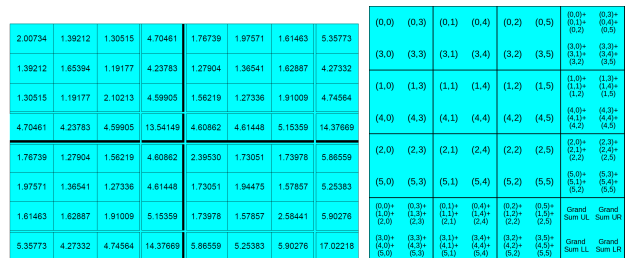 2.00734 1.39212 1.30515 4.70461 1.76739 1.97571 1.61463 5.35773
1.39212 1.65394 1.19177 4.23783 1.27904 1.36541 1.62887 4.27332
1.30515 1.19177 2.10213 4.59905 1.56219 1.27336 1.91009 4.74564
4.70461 4.23783 4.59905 13.54149 4.60862 4.61448 5.15359 14.37669
1.76739 1.27904 1.56219 4.60862 2.39530 1.73051 1.73978 5.86559
1.97571 1.36541 1.27336 4.61448 1.73051 1.94475 1.57857 5.25383
1.61463 1.62887 1.91009 5.15359 1.73978 1.57857 2.58441 5.90276
5.35773 4.27332 4.74564 14.37669 5.86559 5.25383 5.90276 17.02218
(0,0) (0,3) (0,1) (0,4) (0,2) (0,5) (0,0)+ (0,3)+
(0,1)+ (0,4)+
(0,2) (0,5)
(3,0) (3,3) (3,1) (3,4) (3,2) (3,5) (3,0)+ (3,3)+
(3,1)+ (3,4)+
(3,2) (3,5)
(1,0) (1,3) (1,1) (1,4) (1,2) (1,5) (1,0)+ (1,3)+
(1,1)+ (1,4)+
(1,2) (1,5)
(4,0) (4,3) (4,1) (4,4) (4,2) (4,5) (4,0)+ (4,3)+
(4,1)+ (4,4)+
(4,2) (4,5)
(2,0) (2,3) (2,1) (2,4) (2,2) (2,5) (2,0)+ (2,3)+
(2,1)+ (2,4)+
(2,2) (2,5)
(5,0) (5,3) (5,1) (5,4) (5,2) (5,5) (5,0)+ (5,3)+
(5,1)+ (5,4)+
(5,2) (5,5)
(0,0)+ (0,3)+ (0,1)+ (0,4)+ (0,2)+ (0,5)+
(1,0)+ (1,3)+ (1,1)+ (1,4)+ (1,2)+ (1,5)+ Grand Grand
(2,0) (2,3) (2,1) (2,4) (2,2) (2,5) Sum UL Sum UR
(3,0)+ (3,3)+ (3,1)+ (3,4)+ (3,2)+ (3,5)+
(4,0)+ (4,3)+ (4,1)+ (4,4)+ (4,2)+ (4,5)+ Grand Grand
(5,0) (5,3) (5,1) (5,4) (5,2) (5,5) Sum LL Sum LR